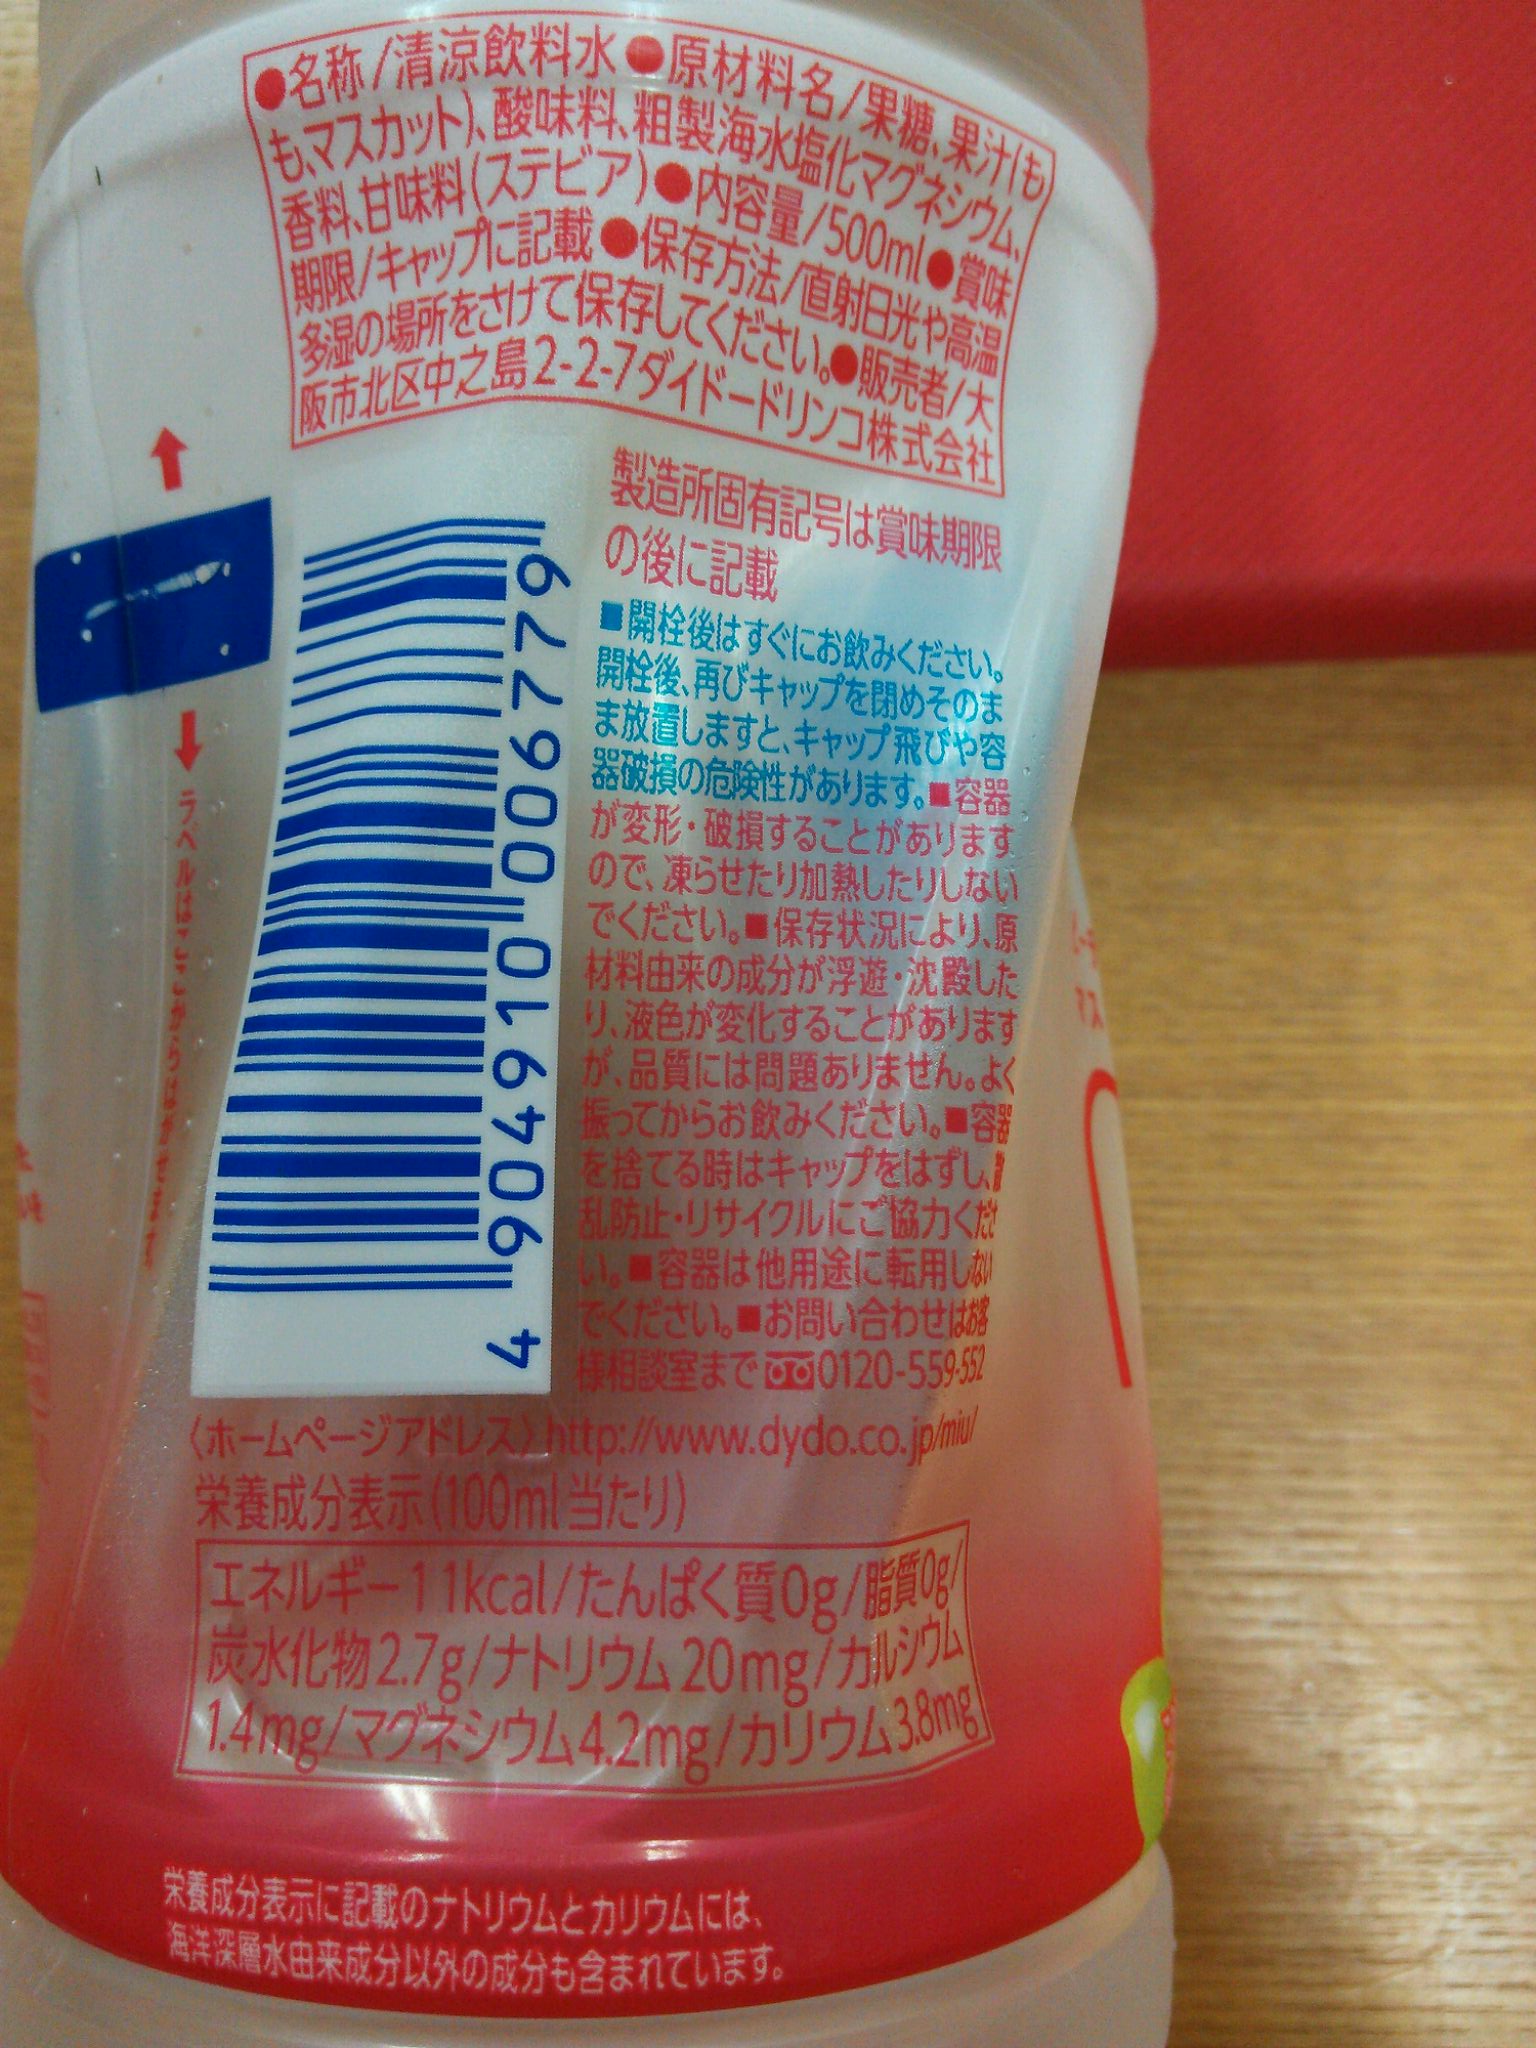 ●名称/清涼飲料水●原材料名/果糖、果汁(も
も、マスカット)、酸味料、粗製海水塩化マグネシウム、
香料、甘味料(ステビア)●内容量/500ml●賞味
期限/キャップに記載●保存方法/直射日光や高温
多湿の場所をさけて保存してください。●販売者/大
阪市北区中之島2-2-7ダイドードリンコ株式会社
製造所固有記号は賞味期限
の後に記載
■開栓後はすぐにお飲みください。
開栓後、再びキャップを閉めそのま
ま放置しますと、キャップ飛びや容
器破損の危険性があります。■容器
が変形・破損することがあります
ので、凍らせたり加熱したりしない
でください。■保存状況により、原
材料由来の成分が浮遊・沈殿した
り、液色が変化することがあります
が、品質には問題ありません。よく
振ってからお飲みください。■容器
を捨てる時はキャップをはずし、散
乱防止・リサイクルにご協力くださ
い。■容器は他用途に転用しない
でください。■お問い合わせはお客
様相談室まで 0120-559-552
4 904910 006779
ラベルは
〈ホームページアドレス〉http://www.dydo.co.jp/miu/
栄養成分表示(100ml当たり)
エネルギー11kcal/たんぱく質0g/脂質0g/
炭水化物2.7g/ナトリウム20mg/カルシウム
1.4mg/マグネシウム4.2mg/カリウム3.8mg
栄養成分表示に記載のナトリウムとカリウムには、
海洋深層水由来成分以外の成分も含まれています。